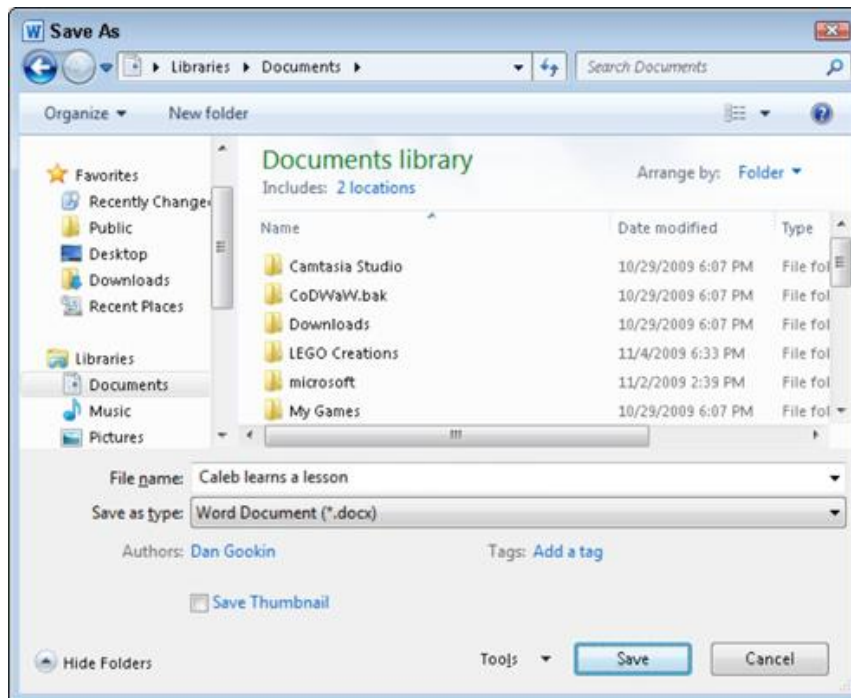 Save As
Libraries Documents
Search Documents
Organize New folder
Favorites
Recently Change
Public
Desktop
Downloads
Recent Places
Libraries
Documents
Music
Pictures
Documents library
Includes: 2 locations
Arrange by: Folder
Name Date modified Type
Camtasia Studio 10/29/2009 6:07 PM File fol
CoDWaW.bak 10/29/2009 6:07 PM File fol
Downloads 10/29/2009 6:07 PM File fol
LEGO Creations 11/4/2009 6:33 PM File fol
microsoft 11/2/2009 2:39 PM File fol
My Games 10/29/2009 6:07 PM File fol
File name: Caleb learns a lesson
Save as type: Word Document (*.docx)
Authors: Dan Gookin Tags: Add a tag
Save Thumbnail
Hide Folders Tools Save Cancel